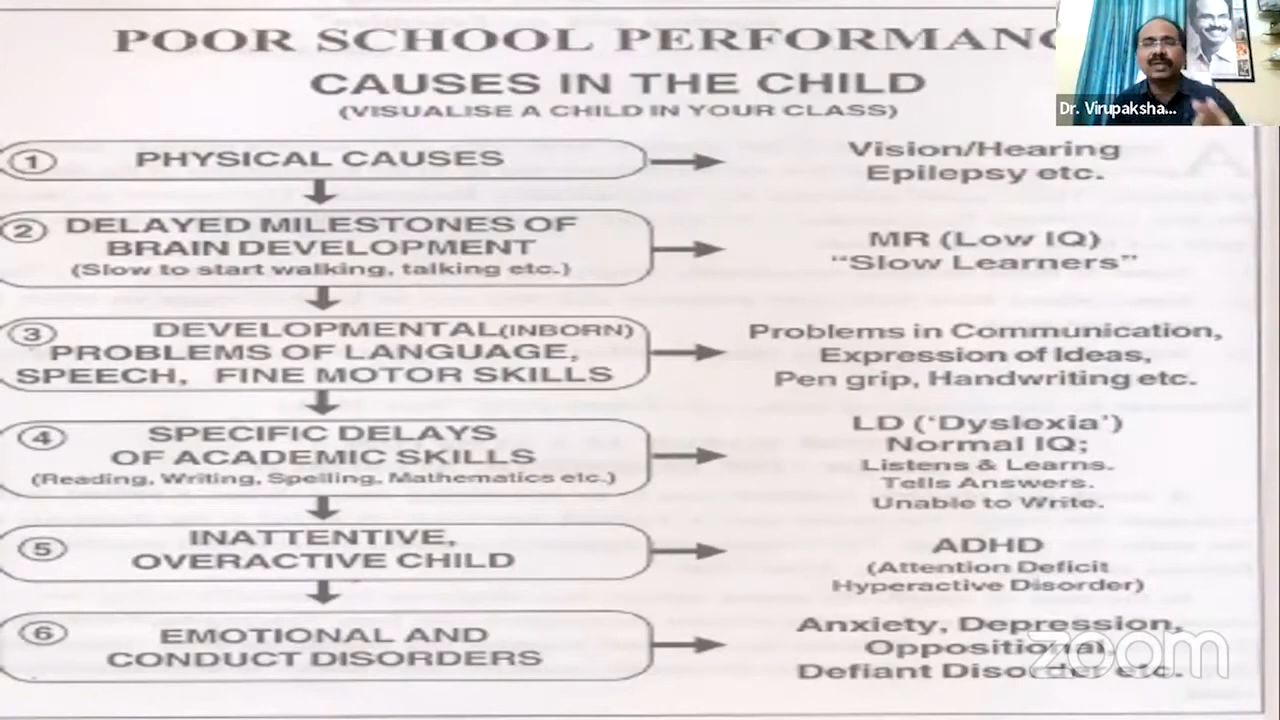 POOR SCHOOL PERFORMANC
CAUSES IN THE CHILD
(VISUALISE A CHILD IN YOUR CLASS)
Dr. Virupaksha...
1 PHYSICAL CAUSES
Vision/Hearing
Epilepsy etc.
2 DELAYED MILESTONES OF
BRAIN DEVELOPMENT
(Slow to start walking, talking etc.)
MR (Low IQ)
“Slow Learners”
3 DEVELOPMENTAL (INBORN)
PROBLEMS OF LANGUAGE,
SPEECH, FINE MOTOR SKILLS
Problems in Communication,
Expression of Ideas,
Pen grip, Handwriting etc.
4 SPECIFIC DELAYS
OF ACADEMIC SKILLS
(Reading, Writing, Spelling, Mathematics etc.)
LD (‘Dyslexia’)
Normal IQ;
Listens & Learns.
Tells Answers.
Unable to Write.
5 INATTENTIVE,
OVERACTIVE CHILD
ADHD
(Attention Deficit
Hyperactive Disorder)
6 EMOTIONAL AND
CONDUCT DISORDERS
Anxiety, Depression,
Oppositional
Defiant Disorder etc.
zoom